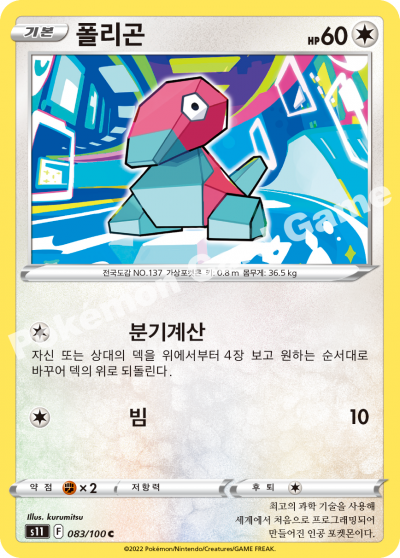 기본 폴리곤 HP 60
전국도감 NO.137 가상포켓몬 키: 0.8 m 몸무게: 36.5 kg
분기계산
자신 또는 상대의 덱을 위에서부터 4장 보고 원하는 순서대로
바꾸어 덱의 위로 되돌린다.
빔 10
약점 ×2 저항력 후퇴
Illus. kurumitsu
s11 F 083/100 C
최고의 과학 기술을 사용해
세계에서 처음으로 프로그래밍되어
만들어진 인공 포켓몬이다.
©2022 Pokémon/Nintendo/Creatures/GAME FREAK.
Pokémon Card Game